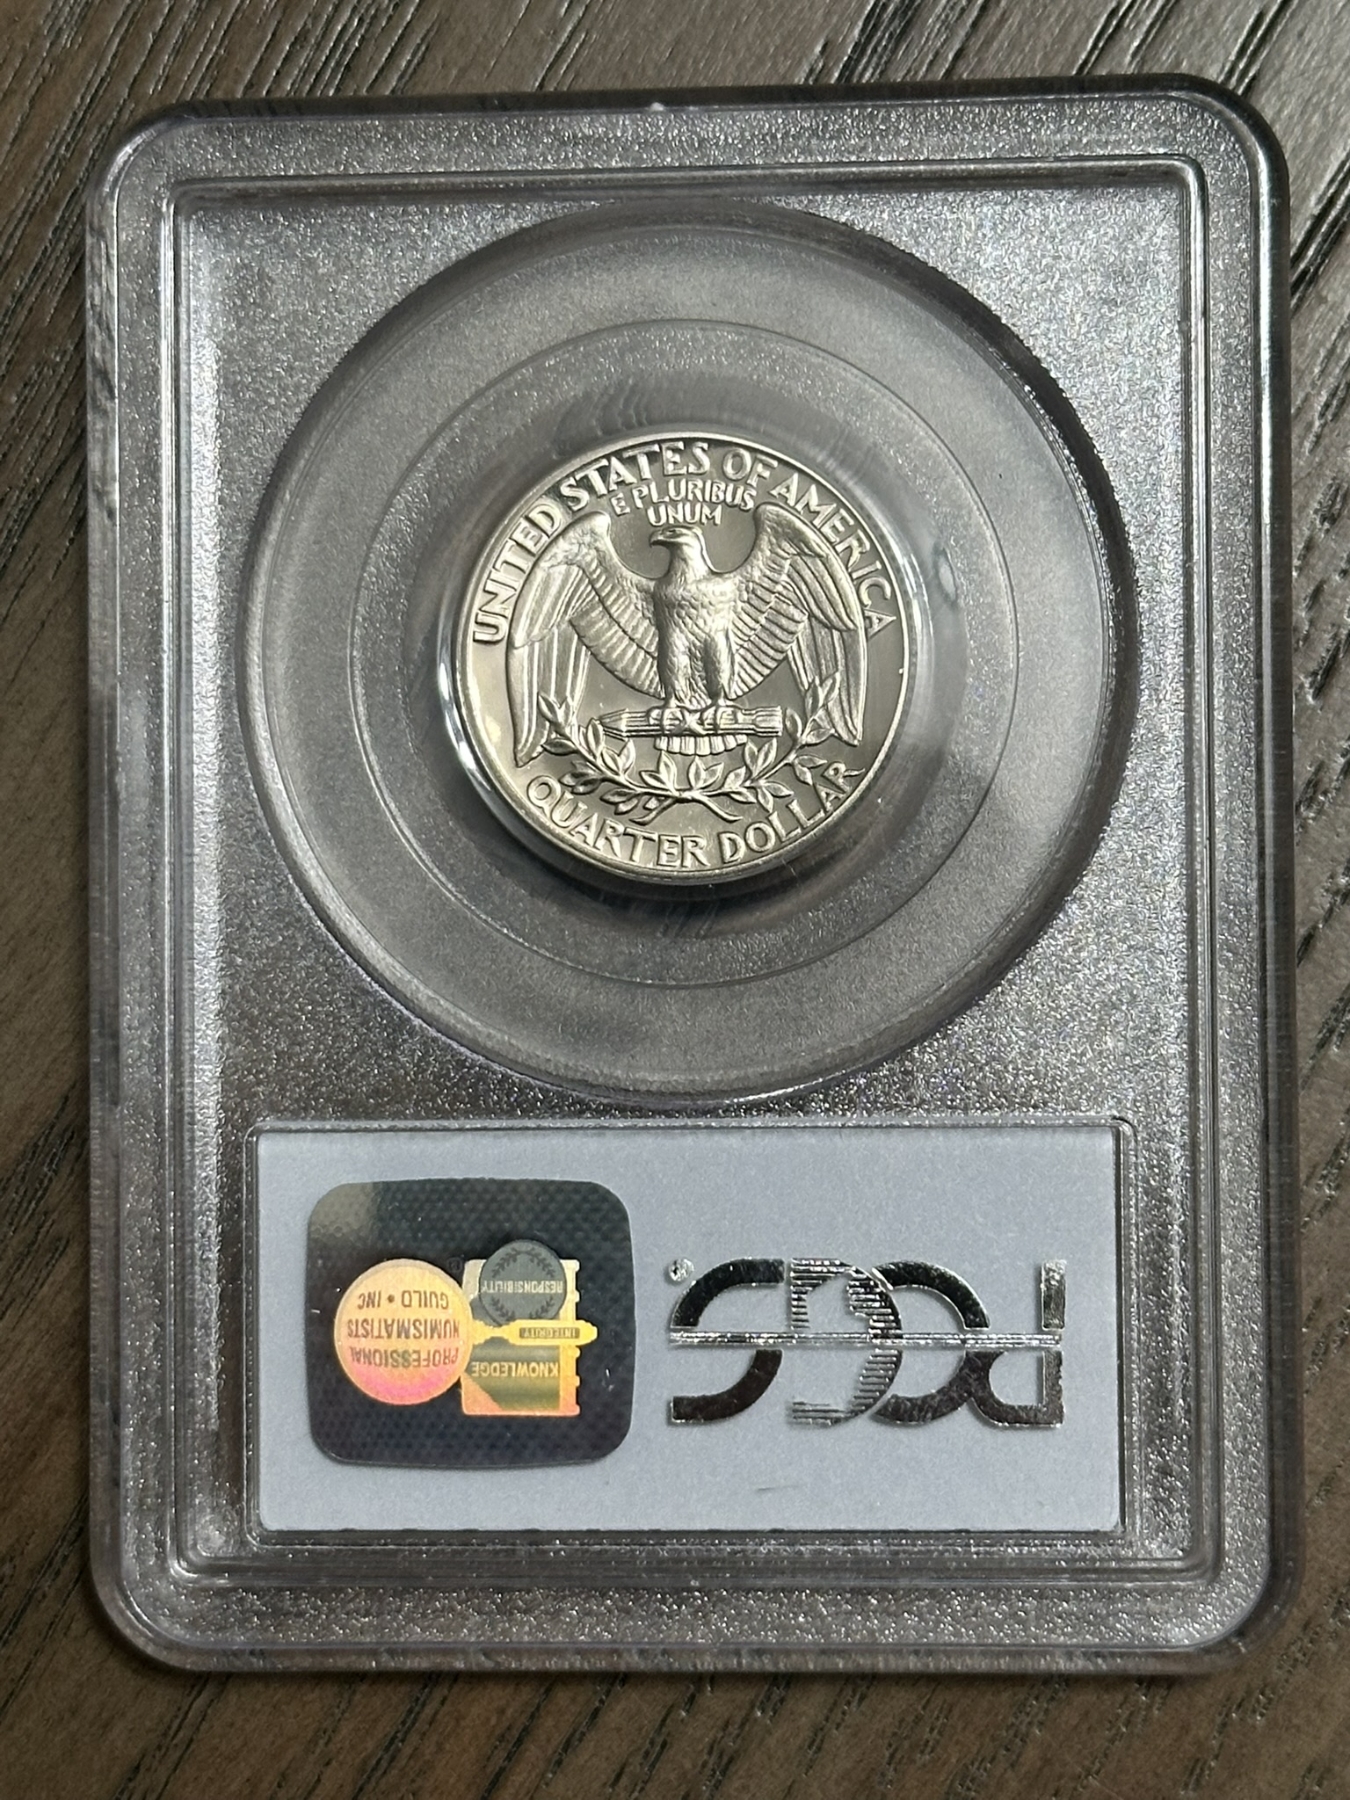 UNITED STATES OF AMERICA
E PLURIBUS
UNUM
QUARTER DOLLAR
PROFESSIONAL
NUMISMATISTS
GUILD • INC
KNOWLEDGE
INTEGRITY
RESPONSIBILITY
PCGS®